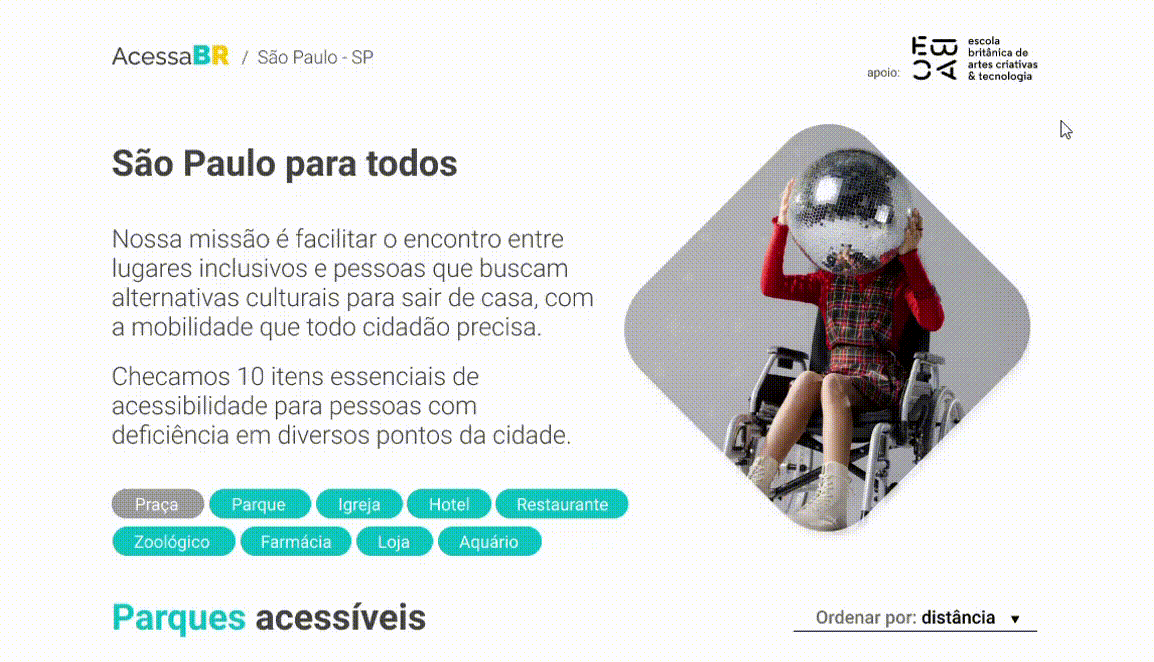 AcessaBR / São Paulo - SP
apoio:
EBAC
escola
britânica de
artes criativas
& tecnologia
São Paulo para todos
Nossa missão é facilitar o encontro entre
lugares inclusivos e pessoas que buscam
alternativas culturais para sair de casa, com
a mobilidade que todo cidadão precisa.
Checamos 10 itens essenciais de
acessibilidade para pessoas com
deficiência em diversos pontos da cidade.
Praça Parque Igreja Hotel Restaurante
Zoológico Farmácia Loja Aquário
Parques acessíveis
Ordenar por: distância ▼